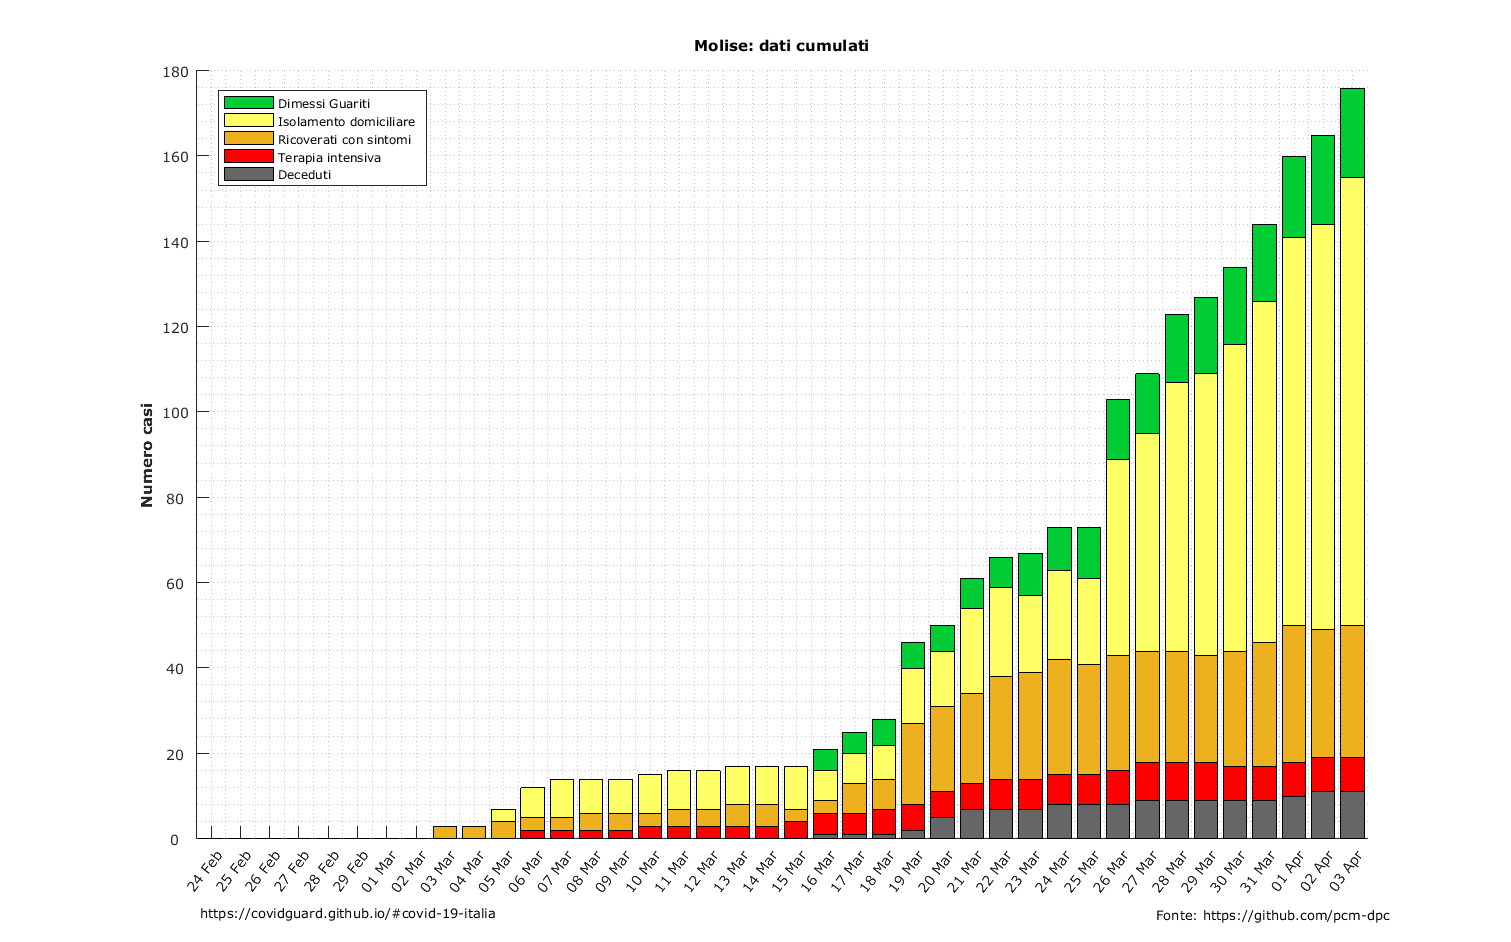 Molise: dati cumulati
Numero casi
180
160
140
120
100
80
60
40
20
0
Dimessi Guariti
Isolamento domiciliare
Ricoverati con sintomi
Terapia intensiva
Deceduti
24 Feb
25 Feb
26 Feb
27 Feb
28 Feb
29 Feb
01 Mar
02 Mar
03 Mar
04 Mar
05 Mar
06 Mar
07 Mar
08 Mar
09 Mar
10 Mar
11 Mar
12 Mar
13 Mar
14 Mar
15 Mar
16 Mar
17 Mar
18 Mar
19 Mar
20 Mar
21 Mar
22 Mar
23 Mar
24 Mar
25 Mar
26 Mar
27 Mar
28 Mar
29 Mar
30 Mar
31 Mar
01 Apr
02 Apr
03 Apr
https://covidguard.github.io/#covid-19-italia
Fonte: https://github.com/pcm-dpc